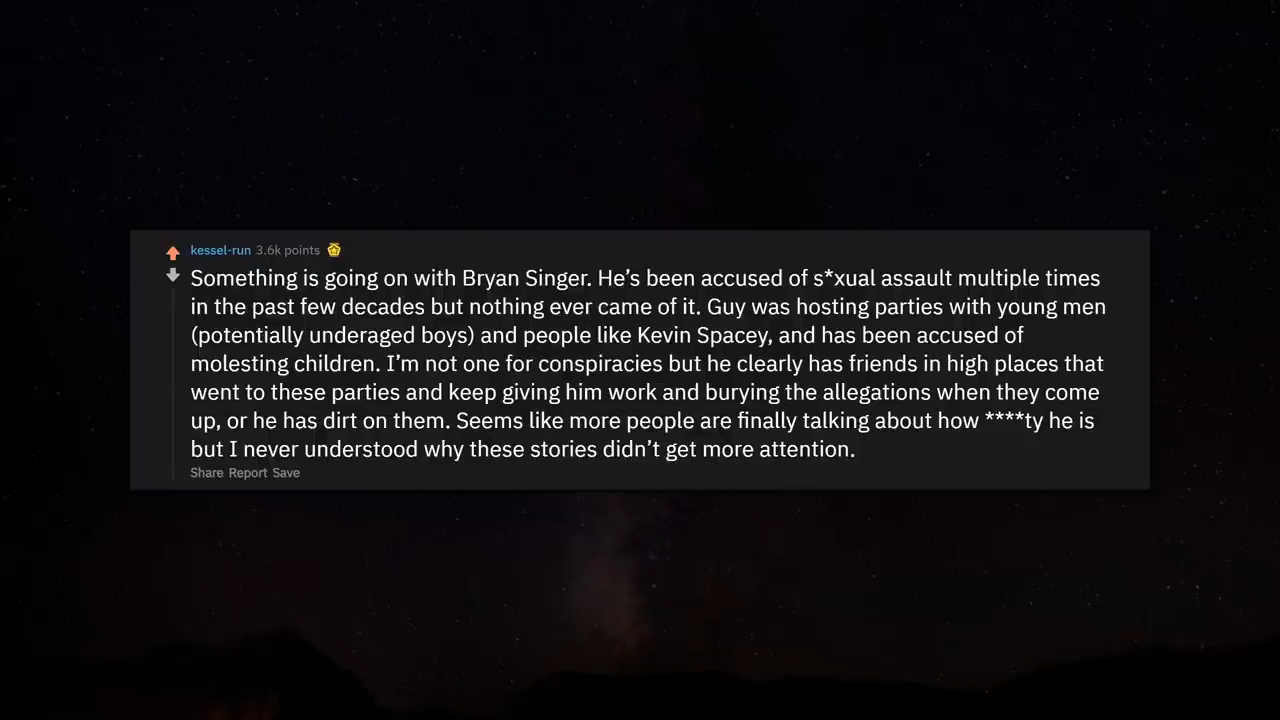 kessel-run 3.6k points
Something is going on with Bryan Singer. He’s been accused of s*xual assault multiple times
in the past few decades but nothing ever came of it. Guy was hosting parties with young men
(potentially underaged boys) and people like Kevin Spacey, and has been accused of
molesting children. I’m not one for conspiracies but he clearly has friends in high places that
went to these parties and keep giving him work and burying the allegations when they come
up, or he has dirt on them. Seems like more people are finally talking about how ****ty he is
but I never understood why these stories didn’t get more attention.
Share Report Save